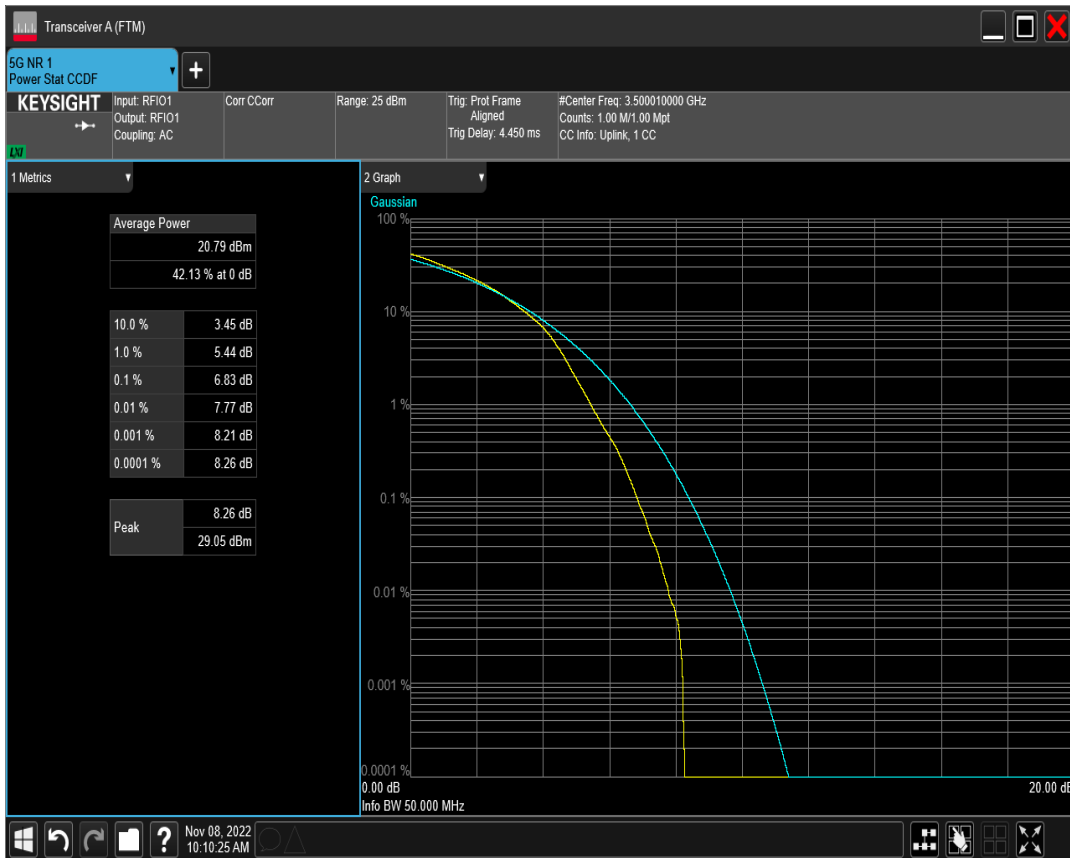 Transceiver A (FTM)
5G NR 1
Power Stat CCDF
+
KEYSIGHT
LXI
Input: RFIO1
Output: RFIO1
Coupling: AC
Corr CCorr
Range: 25 dBm
Trig: Prot Frame
Aligned
Trig Delay: 4.450 ms
#Center Freq: 3.500010000 GHz
Counts: 1.00 M/1.00 Mpt
CC Info: Uplink, 1 CC
1 Metrics
Average Power
20.79 dBm
42.13 % at 0 dB
10.0 % 3.45 dB
1.0 % 5.44 dB
0.1 % 6.83 dB
0.01 % 7.77 dB
0.001 % 8.21 dB
0.0001 % 8.26 dB
Peak
8.26 dB
29.05 dBm
2 Graph
Gaussian
100 %
10 %
1 %
0.1 %
0.01 %
0.001 %
0.0001 %
0.00 dB 20.00 dB
Info BW 50.000 MHz
?
Nov 08, 2022
10:10:25 AM